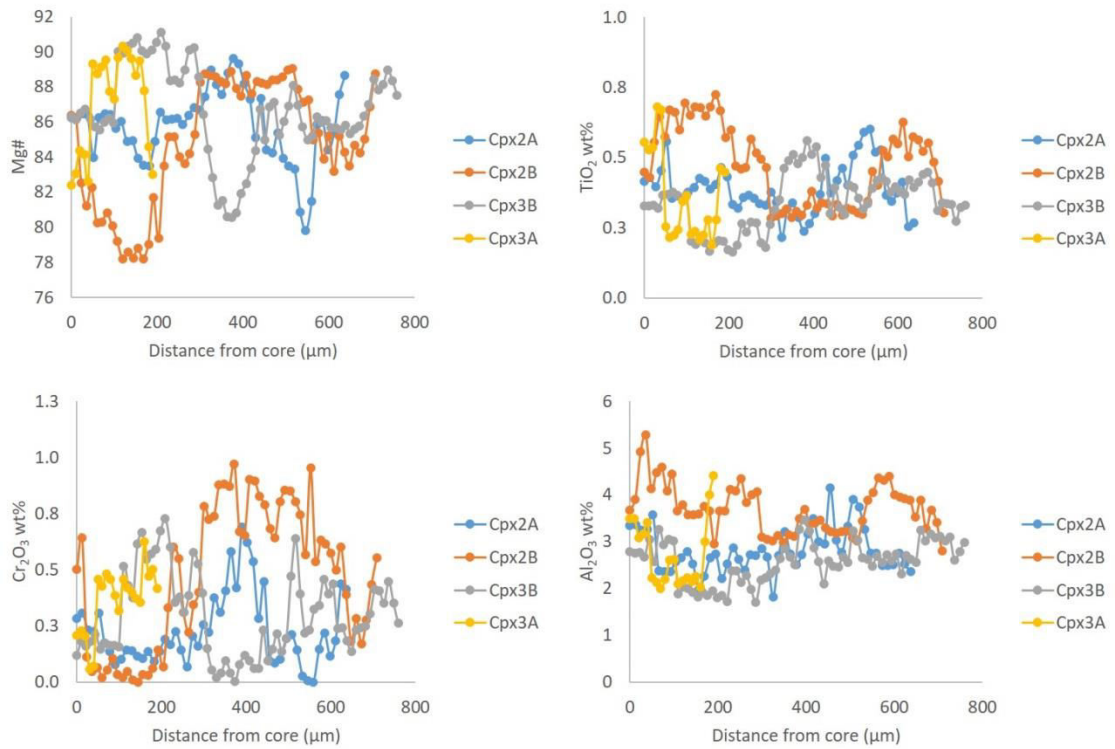 92
90
88
86
84
82
80
78
76
Mg#
0 200 400 600 800
Distance from core (µm)
Cpx2A
Cpx2B
Cpx3B
Cpx3A
1.0
0.8
0.5
0.3
0.0
TiO₂ wt%
0 200 400 600 800
Distance from core (µm)
Cpx2A
Cpx2B
Cpx3B
Cpx3A
1.3
1.0
0.8
0.5
0.3
0.0
Cr₂O₃ wt%
0 200 400 600 800
Distance from core (µm)
Cpx2A
Cpx2B
Cpx3B
Cpx3A
6
5
4
3
2
1
0
Al₂O₃ wt%
0 200 400 600 800
Distance from core (µm)
Cpx2A
Cpx2B
Cpx3B
Cpx3A